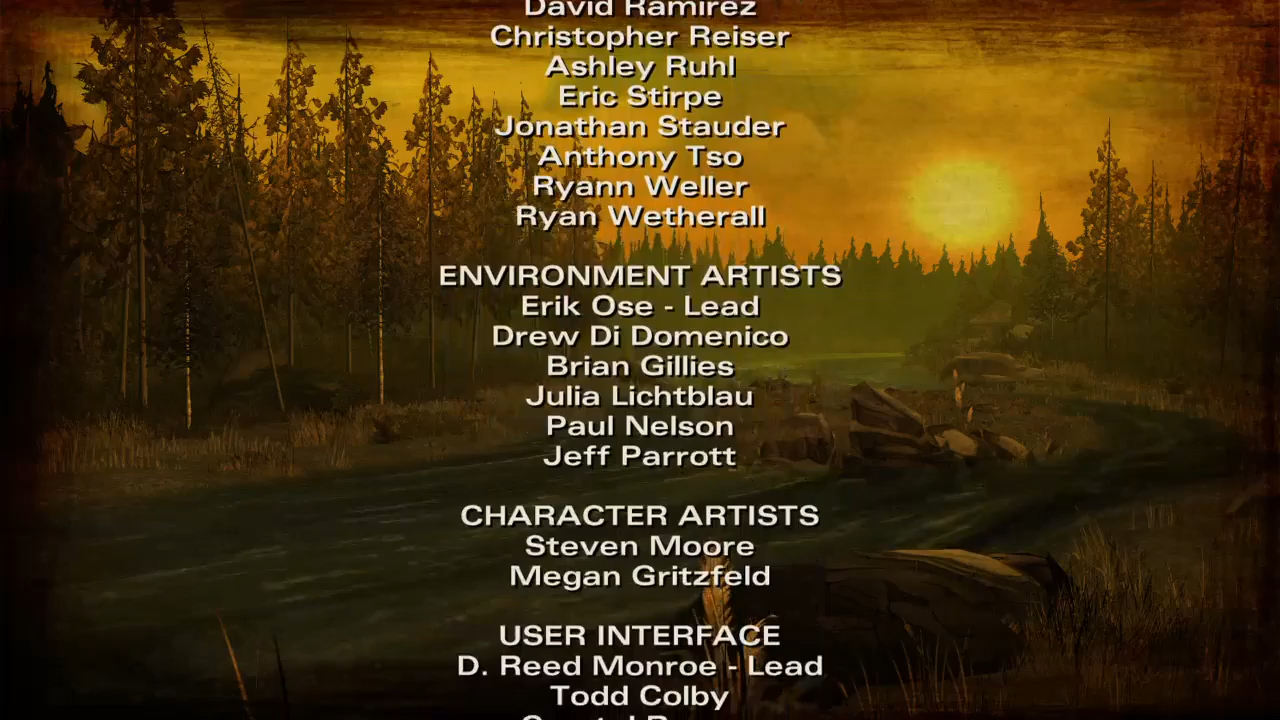 David Ramirez
Christopher Reiser
Ashley Ruhl
Eric Stirpe
Jonathan Stauder
Anthony Tso
Ryann Weller
Ryan Wetherall
ENVIRONMENT ARTISTS
Erik Ose - Lead
Drew Di Domenico
Brian Gillies
Julia Lichtblau
Paul Nelson
Jeff Parrott
CHARACTER ARTISTS
Steven Moore
Megan Gritzfeld
USER INTERFACE
D. Reed Monroe - Lead
Todd Colby